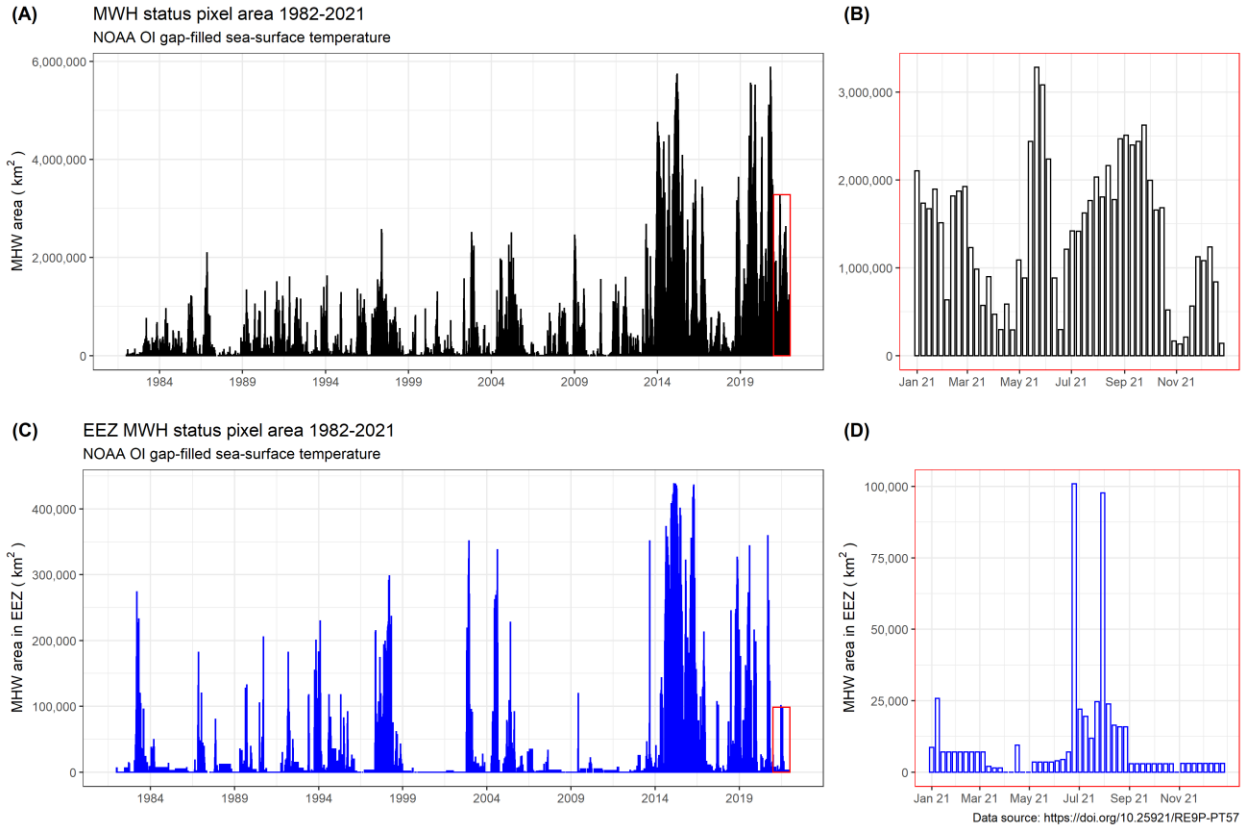 (A)
MWH status pixel area 1982-2021
NOAA OI gap-filled sea-surface temperature
MHW area ( km² )
6,000,000
4,000,000
2,000,000
0
1984 1989 1994 1999 2004 2009 2014 2019
(B)
3,000,000
2,000,000
1,000,000
0
Jan 21 Mar 21 May 21 Jul 21 Sep 21 Nov 21
(C)
EEZ MWH status pixel area 1982-2021
NOAA OI gap-filled sea-surface temperature
MHW area in EEZ ( km² )
400,000
300,000
200,000
100,000
0
1984 1989 1994 1999 2004 2009 2014 2019
(D)
MHW area in EEZ ( km² )
100,000
75,000
50,000
25,000
0
Jan 21 Mar 21 May 21 Jul 21 Sep 21 Nov 21
Data source: https://doi.org/10.25921/RE9P-PT57